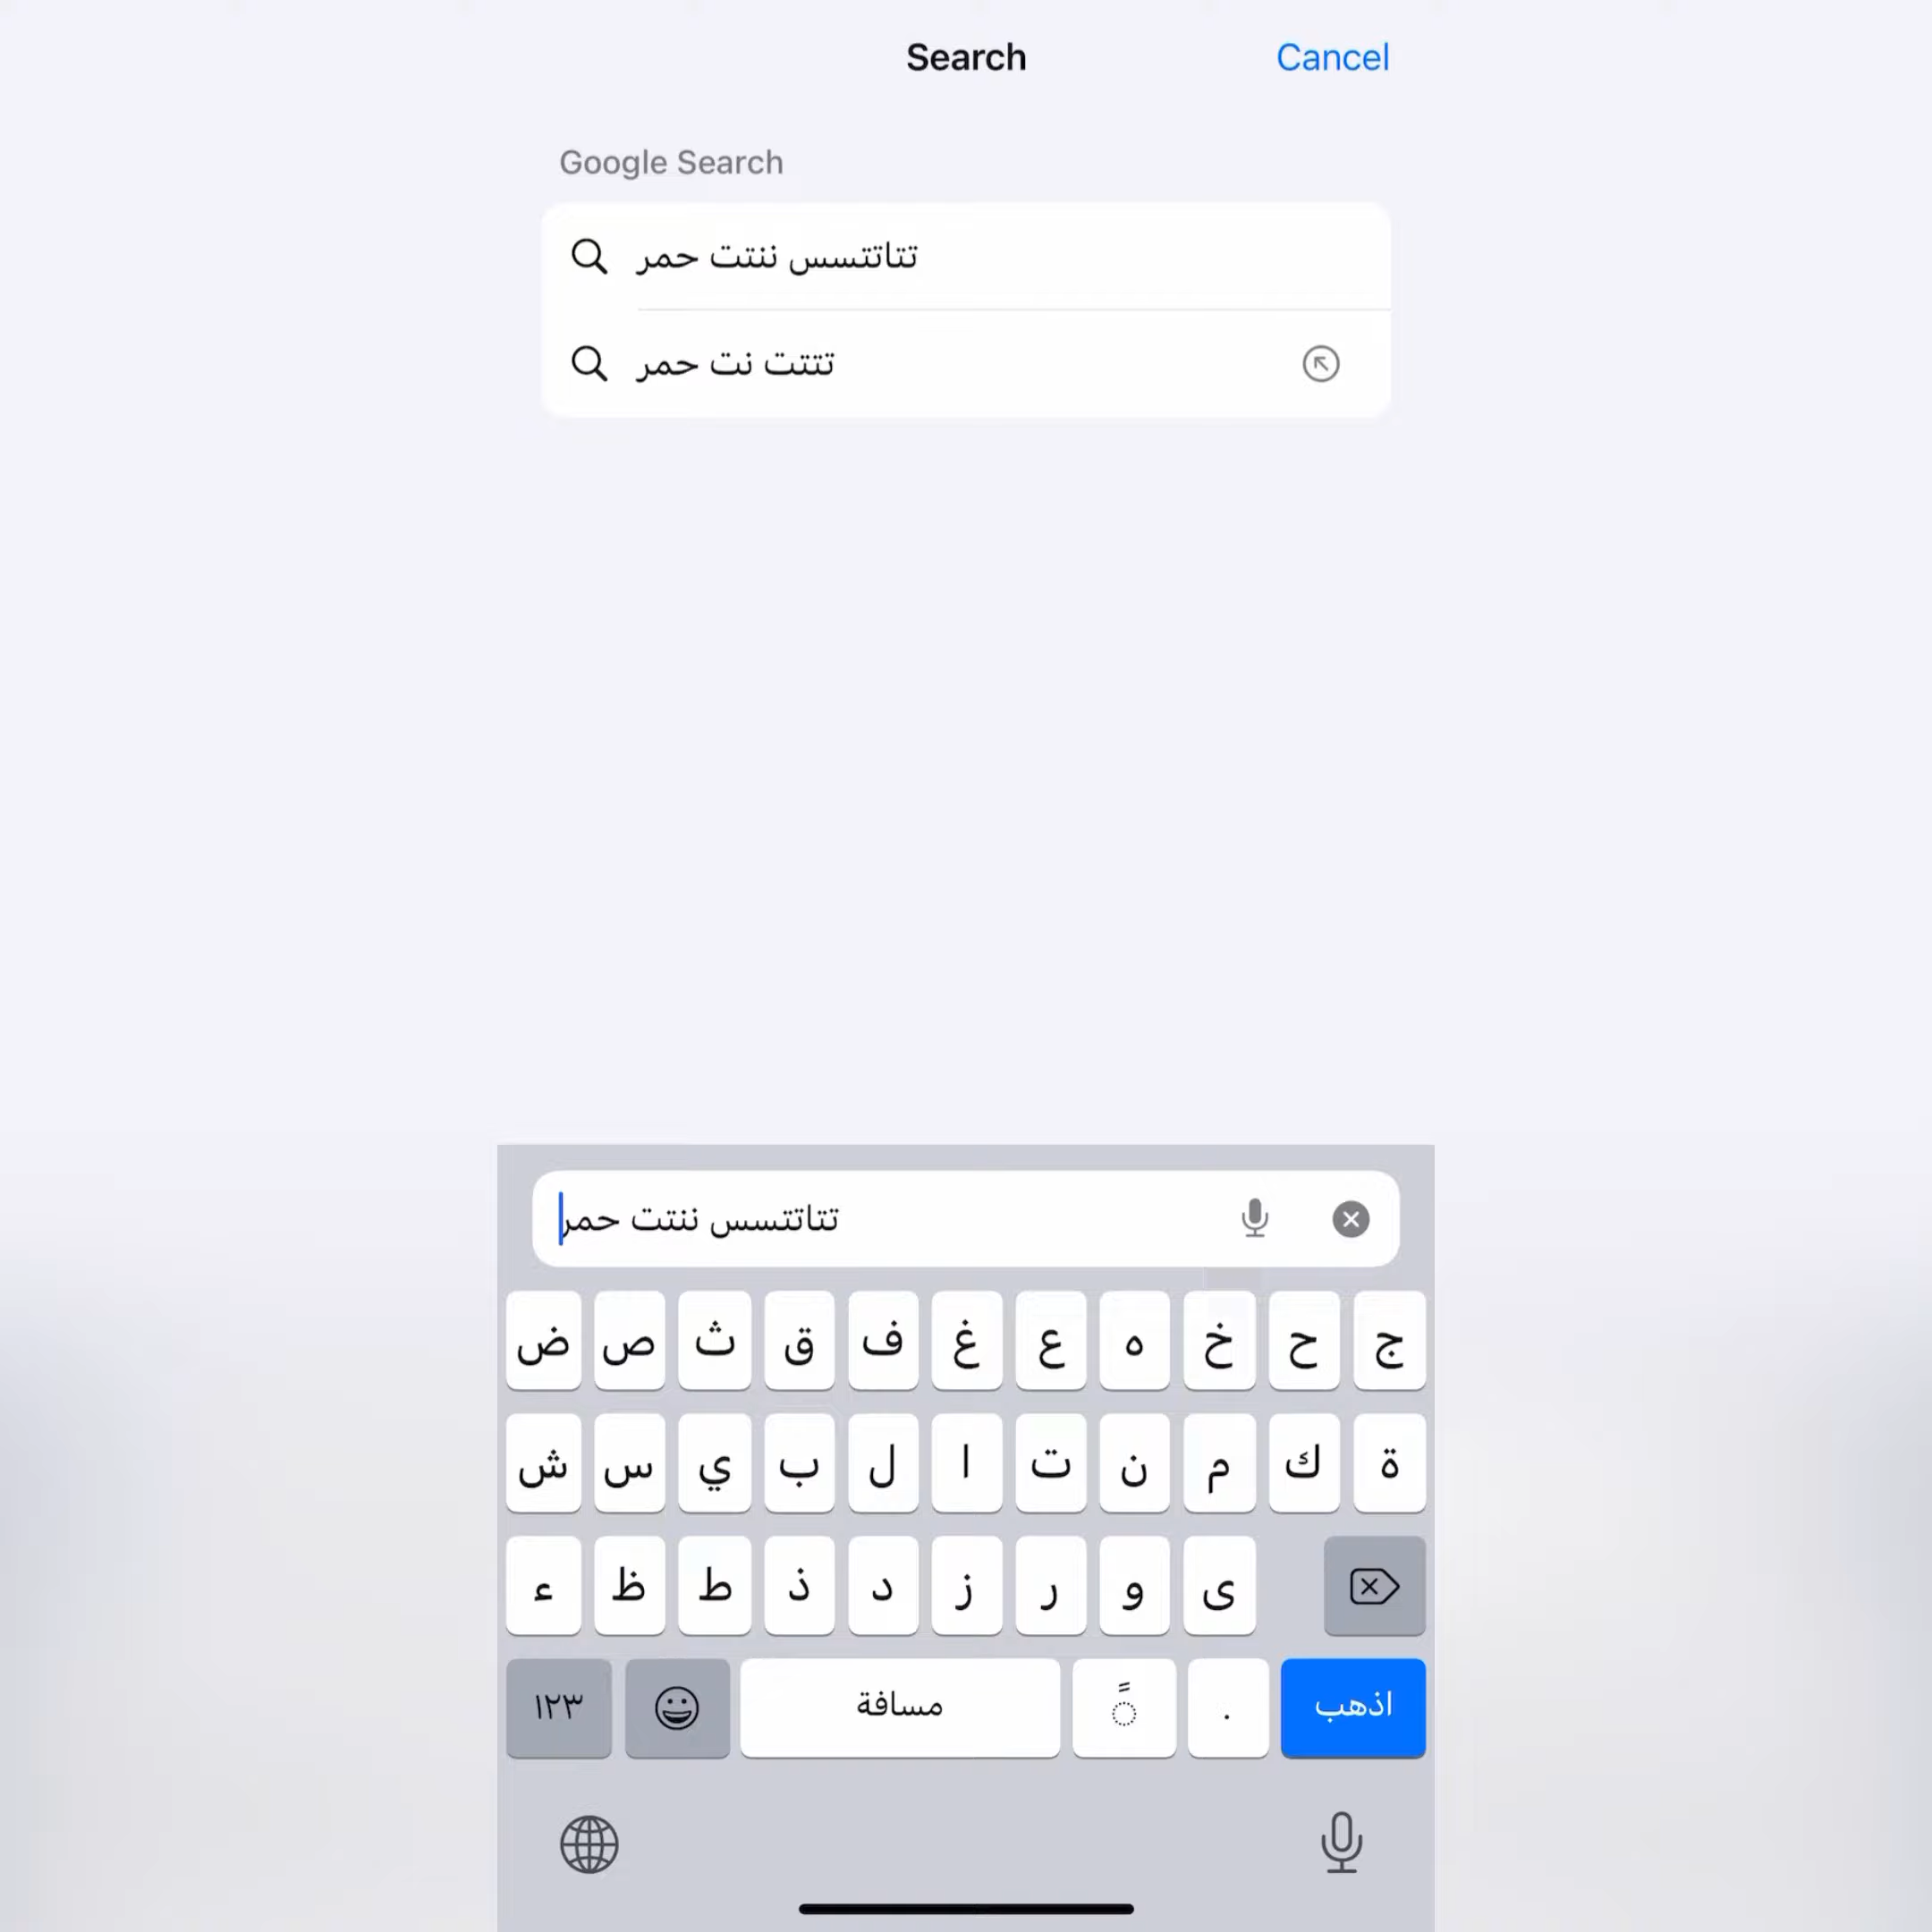 Search
Cancel
Google Search
تتاتتسس ننتت حمر
تتتت نت حمر
تتاتتسس ننتت حمر
ض ص ث ق ف غ ع ه خ ح ج
ش س ي ب ل ا ت ن م ك ة
ء ظ ط ذ د ز ر و ى
١٢٣
مسافة
.
اذهب